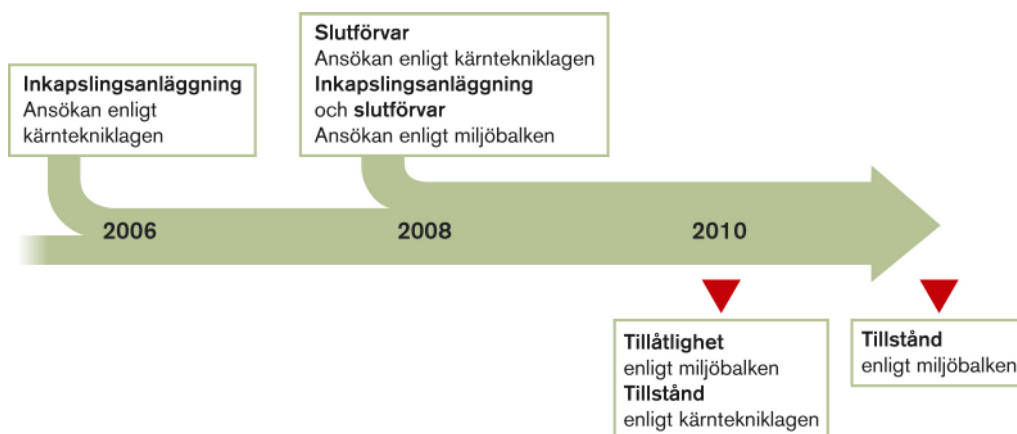 Slutförvar
Ansökan enligt kärntekniklagen
Inkapslingsanläggning
och slutförvar
Ansökan enligt miljöbalken
Inkapslingsanläggning
Ansökan enligt
kärntekniklagen
2006
2008
2010
Tillåtlighet
enligt miljöbalken
Tillstånd
enligt kärntekniklagen
Tillstånd
enligt miljöbalken